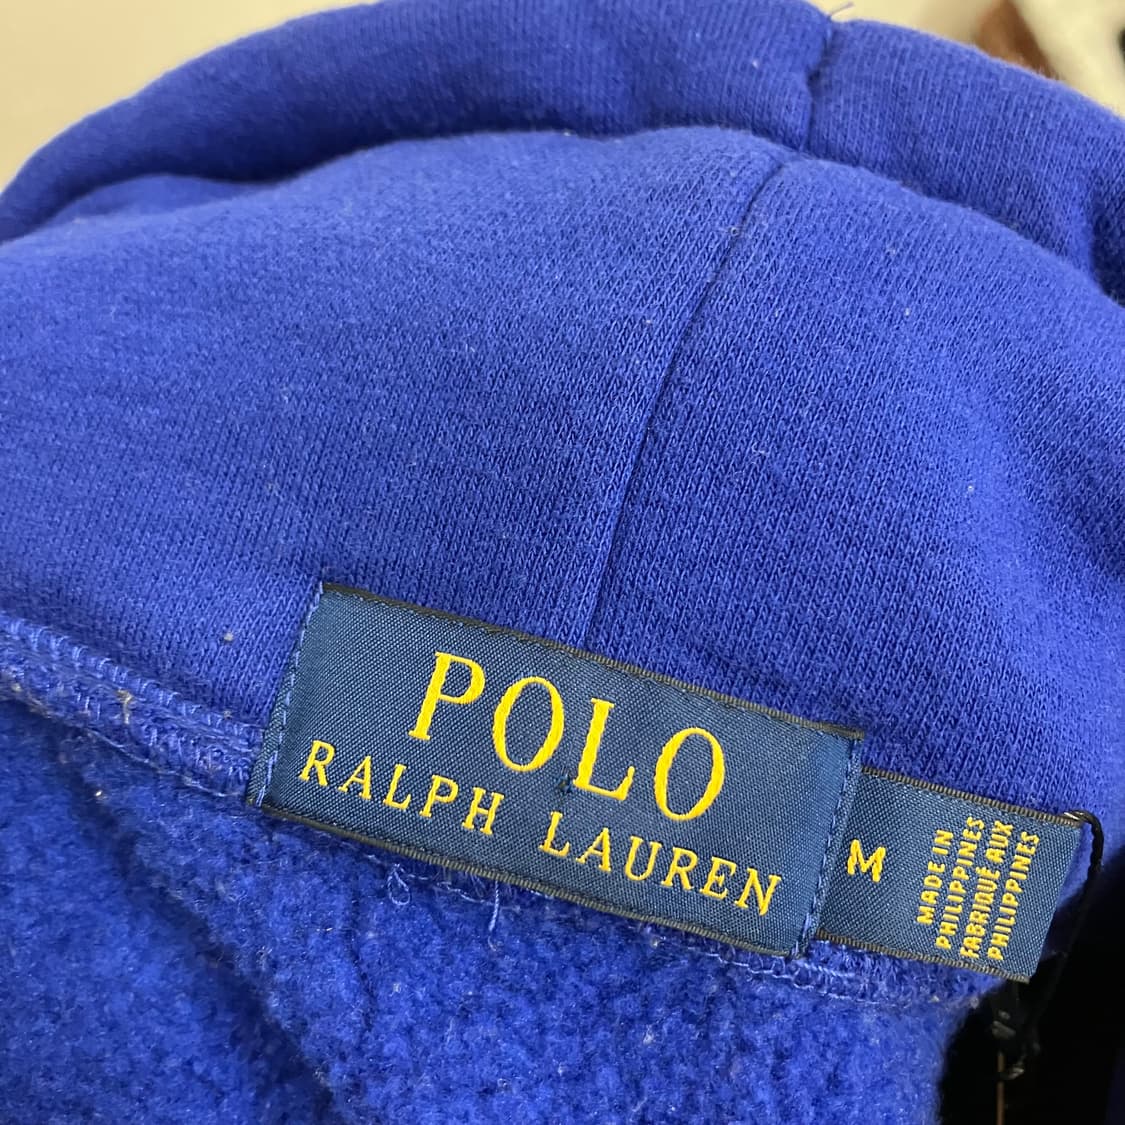 POLO
RALPH LAUREN
M
MADE IN
PHILIPPINES
FABRIQUÉ AUX
PHILIPPINES